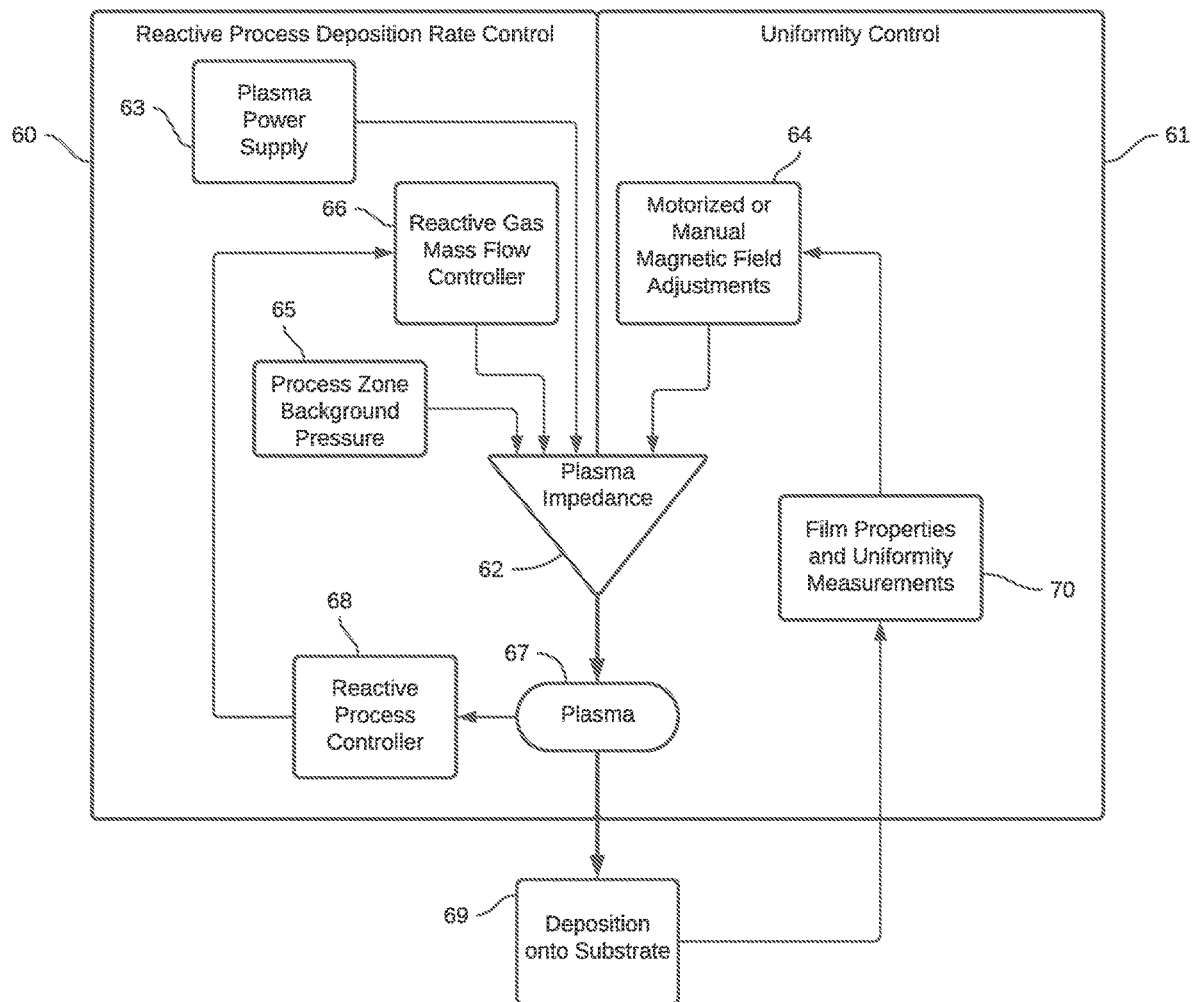 Reactive Process Deposition Rate Control
Uniformity Control
60
61
63
Plasma
Power
Supply
64
66
Reactive Gas
Mass Flow
Controller
Motorized or
Manual
Magnetic Field
Adjustments
65
Process Zone
Background
Pressure
Plasma
Impedance
62
Film Properties
and Uniformity
Measurements
70
68
67
Reactive
Process
Controller
Plasma
69
Deposition
onto Substrate